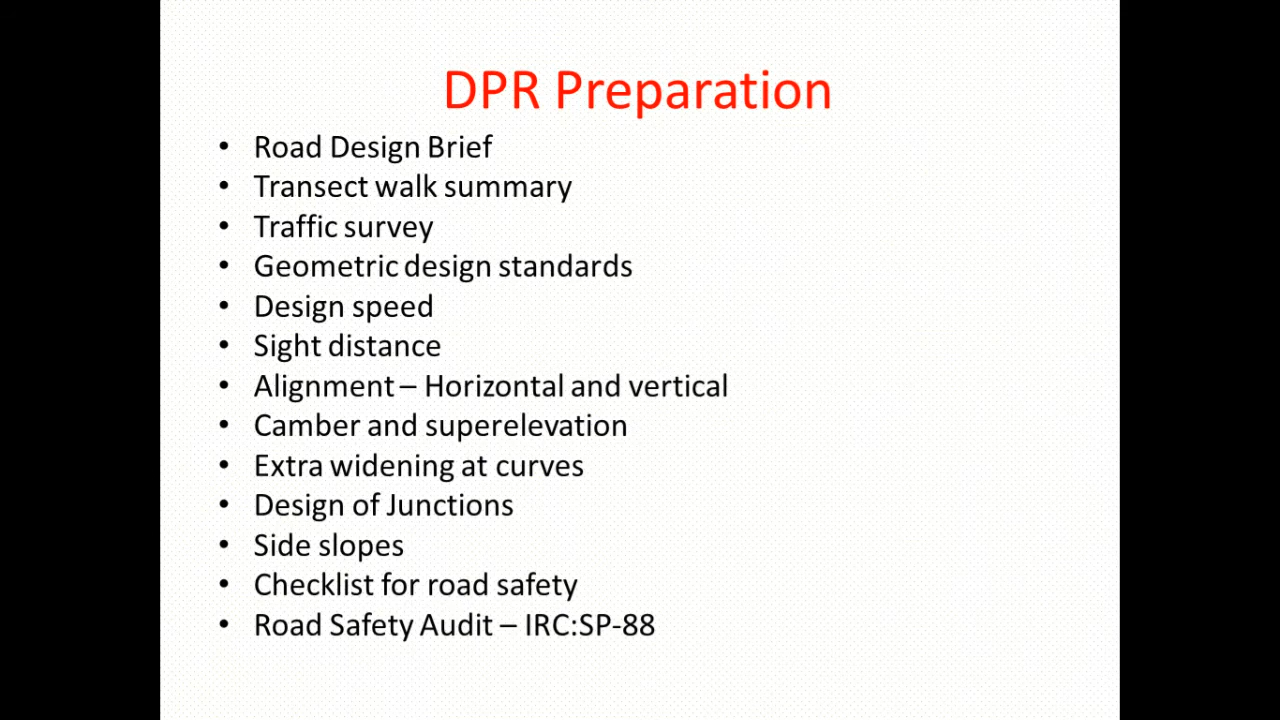 DPR Preparation
• Road Design Brief
• Transect walk summary
• Traffic survey
• Geometric design standards
• Design speed
• Sight distance
• Alignment – Horizontal and vertical
• Camber and superelevation
• Extra widening at curves
• Design of Junctions
• Side slopes
• Checklist for road safety
• Road Safety Audit – IRC:SP-88